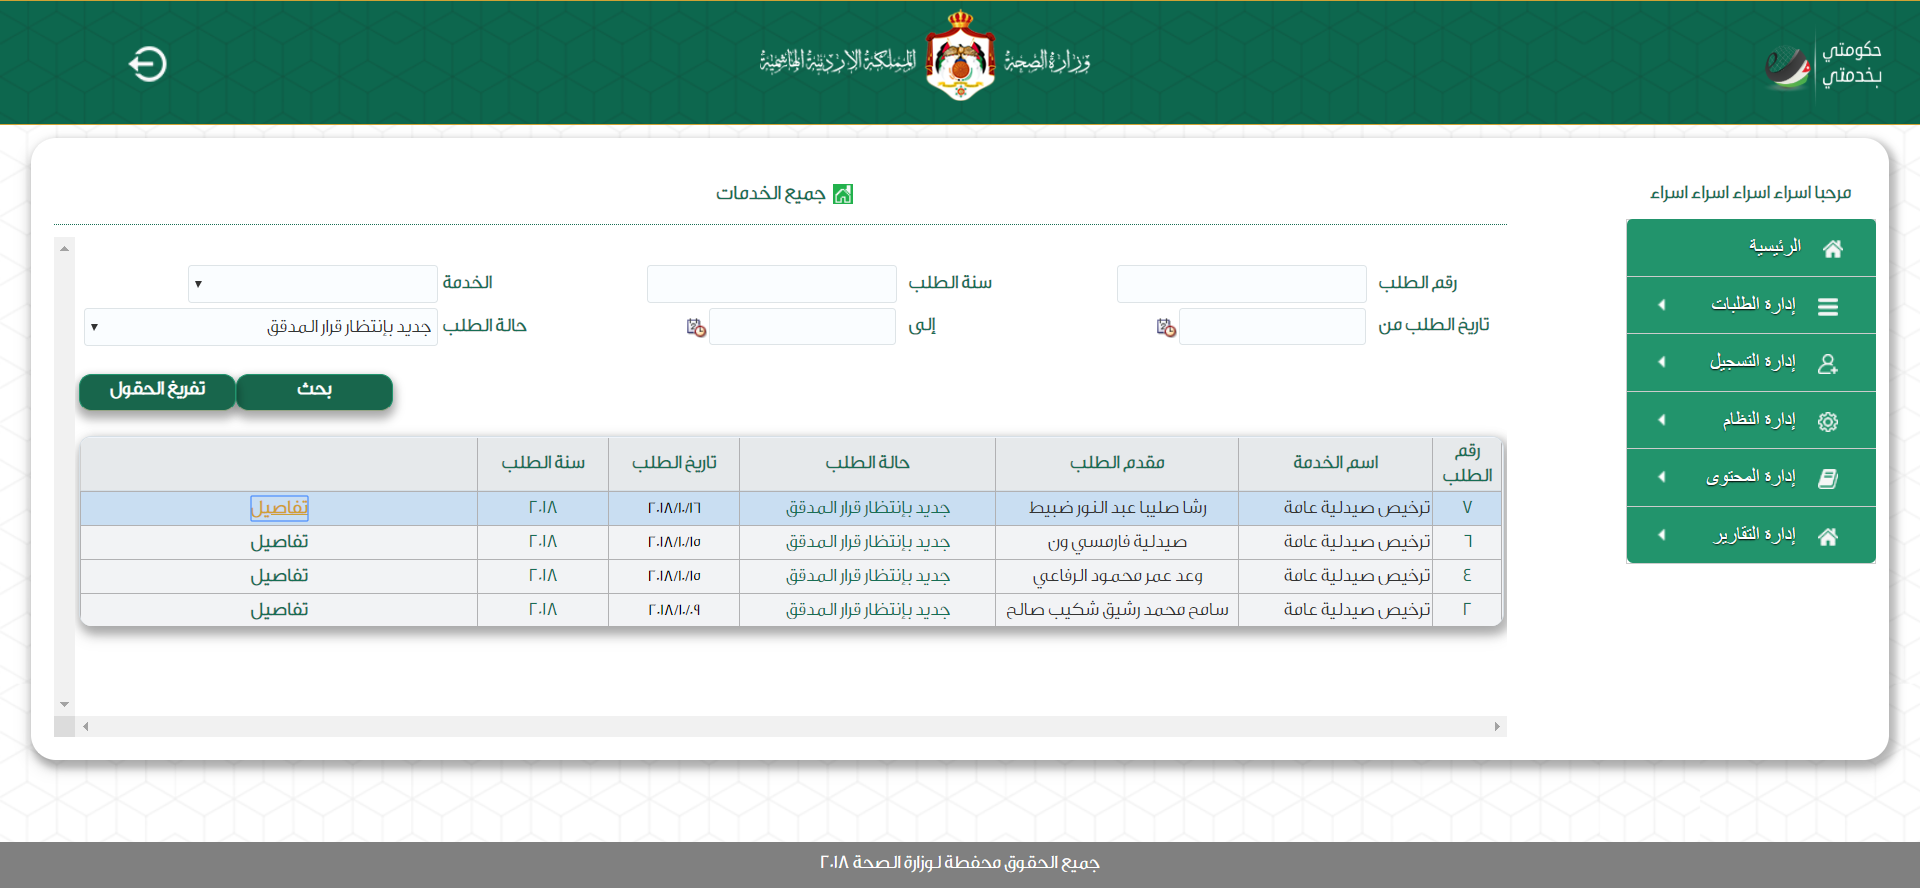 حكومتي
بخدمتي
وزارة الصحة
المملكة الاردنية الهاشمية
مرحبا اسراء اسراء اسراء اسراء
الرئيسية
إدارة الطلبات
إدارة التسجيل
إدارة النظام
إدارة المحتوى
إدارة التقارير
جميع الخدمات
رقم الطلب سنة الطلب الخدمة
تاريخ الطلب من إلى حالة الطلب جديد بإنتظار قرار المدقق
بحث تفريغ الحقول
رقم الطلب اسم الخدمة مقدم الطلب حالة الطلب تاريخ الطلب سنة الطلب
٧ ترخيص صيدلية عامة رشا صليبا عبد النور ضبيط جديد بإنتظار قرار المدقق ٢٠١٨/١٠/١٦ ٢٠١٨ تفاصيل
٦ ترخيص صيدلية عامة صيدلية فارمسي ون جديد بإنتظار قرار المدقق ٢٠١٨/١٠/١٥ ٢٠١٨ تفاصيل
٤ ترخيص صيدلية عامة وعد عمر محمود الرفاعي جديد بإنتظار قرار المدقق ٢٠١٨/١٠/١٥ ٢٠١٨ تفاصيل
٢ ترخيص صيدلية عامة سامح محمد رشيق شكيب صالح جديد بإنتظار قرار المدقق ٢٠١٨/١٠/٠٩ ٢٠١٨ تفاصيل
جميع الحقوق محفطة لوزارة الصحة ٢٠١٨